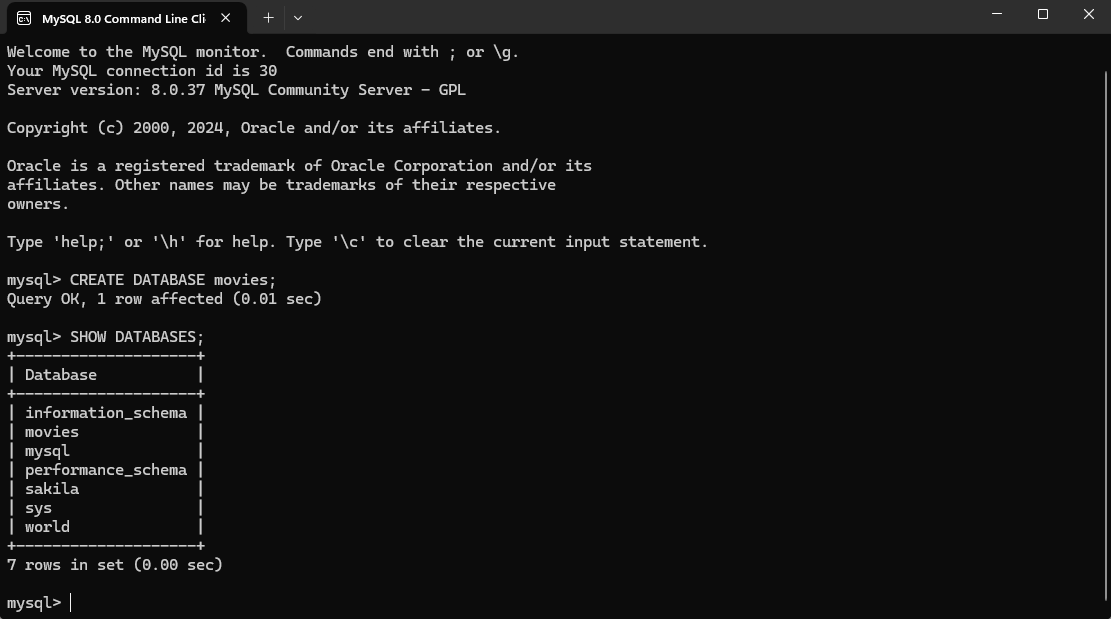 MySQL 8.0 Command Line Cli
Welcome to the MySQL monitor.  Commands end with ; or \g.
Your MySQL connection id is 30
Server version: 8.0.37 MySQL Community Server - GPL
Copyright (c) 2000, 2024, Oracle and/or its affiliates.
Oracle is a registered trademark of Oracle Corporation and/or its
affiliates. Other names may be trademarks of their respective
owners.
Type 'help;' or '\h' for help. Type '\c' to clear the current input statement.
mysql> CREATE DATABASE movies;
Query OK, 1 row affected (0.01 sec)
mysql> SHOW DATABASES;
+--------------------+
| Database           |
+--------------------+
| information_schema |
| movies             |
| mysql              |
| performance_schema |
| sakila             |
| sys                |
| world              |
+--------------------+
7 rows in set (0.00 sec)
mysql>